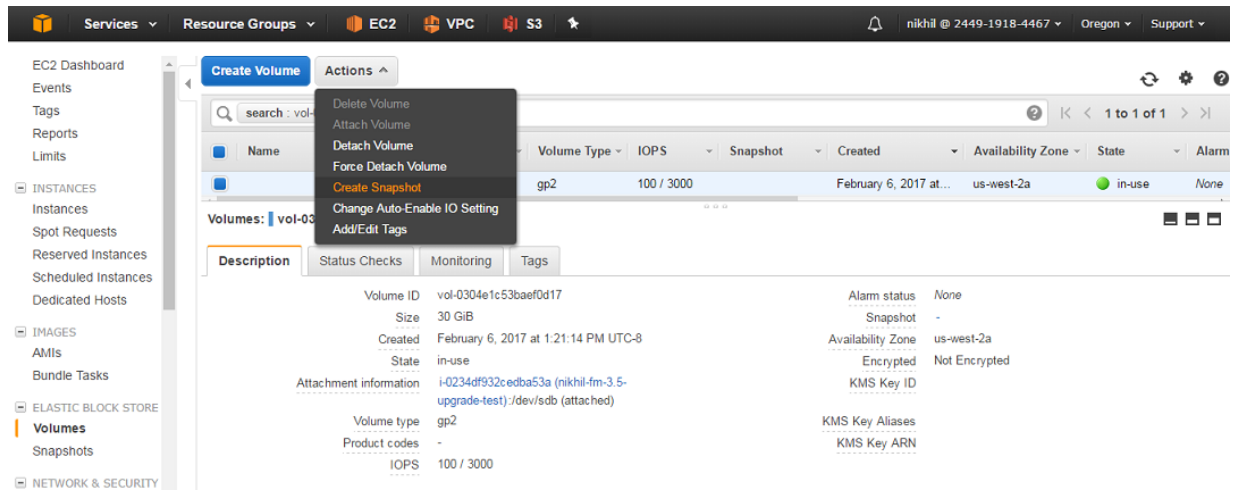 Services Resource Groups EC2 VPC S3 nikhil @ 2449-1918-4467 Oregon Support
EC2 Dashboard
Events
Tags
Reports
Limits
INSTANCES
Instances
Spot Requests
Reserved Instances
Scheduled Instances
Dedicated Hosts
IMAGES
AMIs
Bundle Tasks
ELASTIC BLOCK STORE
Volumes
Snapshots
NETWORK & SECURITY
Create Volume Actions
search : vol- 1 to 1 of 1
Delete Volume
Attach Volume
Detach Volume
Force Detach Volume
Create Snapshot
Change Auto-Enable IO Setting
Add/Edit Tags
Name Volume Type IOPS Snapshot Created Availability Zone State Alarm
gp2 100 / 3000 February 6, 2017 at... us-west-2a in-use None
Volumes: vol-03
Description Status Checks Monitoring Tags
Volume ID vol-0304e1c53baef0d17 Alarm status None
Size 30 GiB Snapshot -
Created February 6, 2017 at 1:21:14 PM UTC-8 Availability Zone us-west-2a
State in-use Encrypted Not Encrypted
Attachment information i-0234df932cedba53a (nikhil-fm-3.5- KMS Key ID
upgrade-test):/dev/sdb (attached)
Volume type gp2 KMS Key Aliases
Product codes - KMS Key ARN
IOPS 100 / 3000